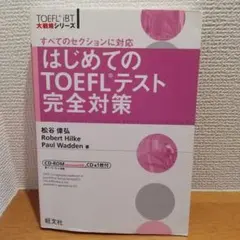 TOEFL iBT
大戦略シリーズ
すべてのセクションに対応
はじめての
TOEFL®テスト
完全対策
松谷 偉弘
Robert Hilke
Paul Wadden 著
CD-ROM
CD
旺文社